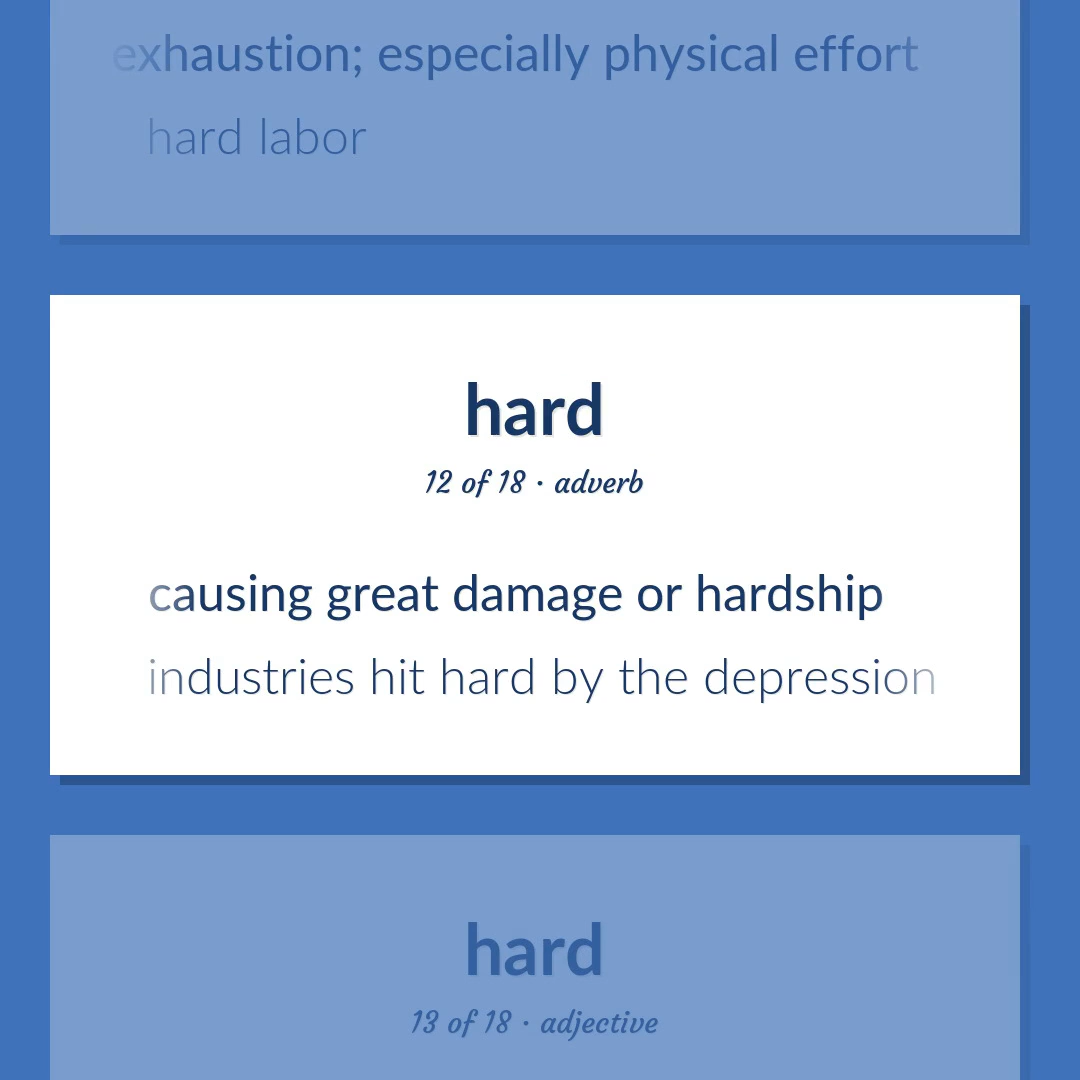 exhaustion; especially physical effort
hard labor
hard
12 of 18 · adverb
causing great damage or hardship
industries hit hard by the depression
hard
13 of 18 · adjective